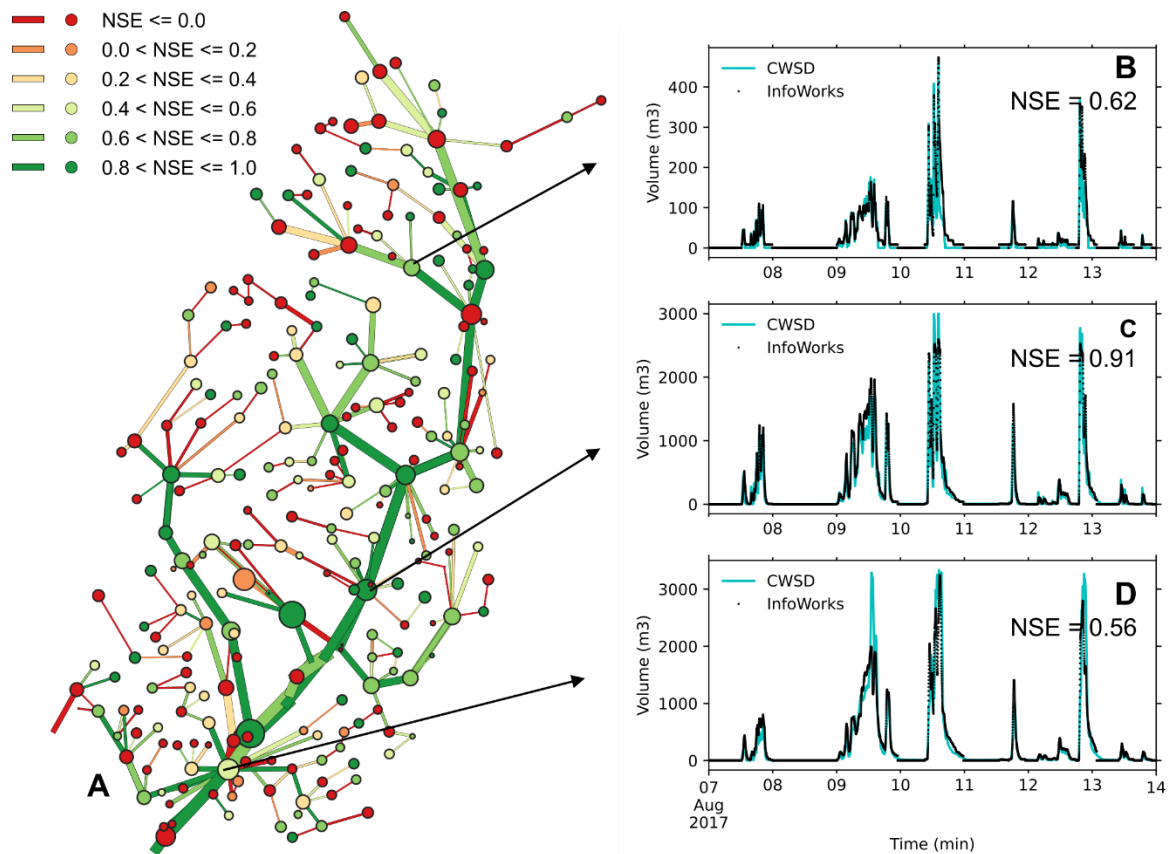 NSE <= 0.0
0.0 < NSE <= 0.2
0.2 < NSE <= 0.4
0.4 < NSE <= 0.6
0.6 < NSE <= 0.8
0.8 < NSE <= 1.0
A
B
CWSD
InfoWorks
NSE = 0.62
Volume (m3)
400
300
200
100
0
08 09 10 11 12 13
C
CWSD
InfoWorks
NSE = 0.91
Volume (m3)
3000
2000
1000
0
08 09 10 11 12 13
D
CWSD
InfoWorks
NSE = 0.56
Volume (m3)
3000
2000
1000
0
07 08 09 10 11 12 13 14
Aug
2017
Time (min)